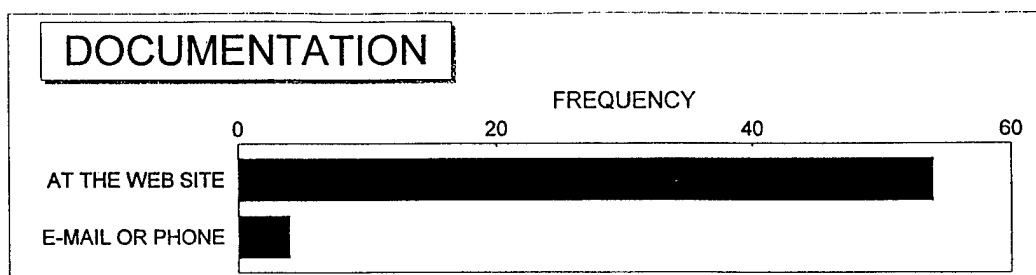 DOCUMENTATION
FREQUENCY
0 20 40 60
AT THE WEB SITE
E-MAIL OR PHONE